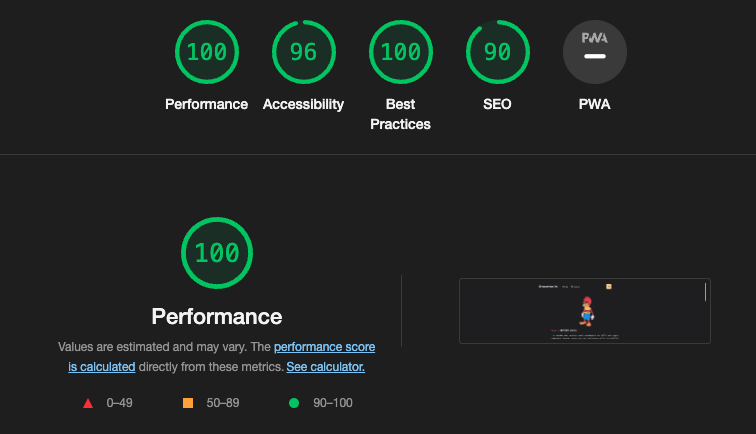 100
96
100
90
PWA
Performance
Accessibility
Best
Practices
SEO
PWA
100
Performance
Values are estimated and may vary. The performance score
is calculated directly from these metrics. See calculator.
0–49
50–89
90–100